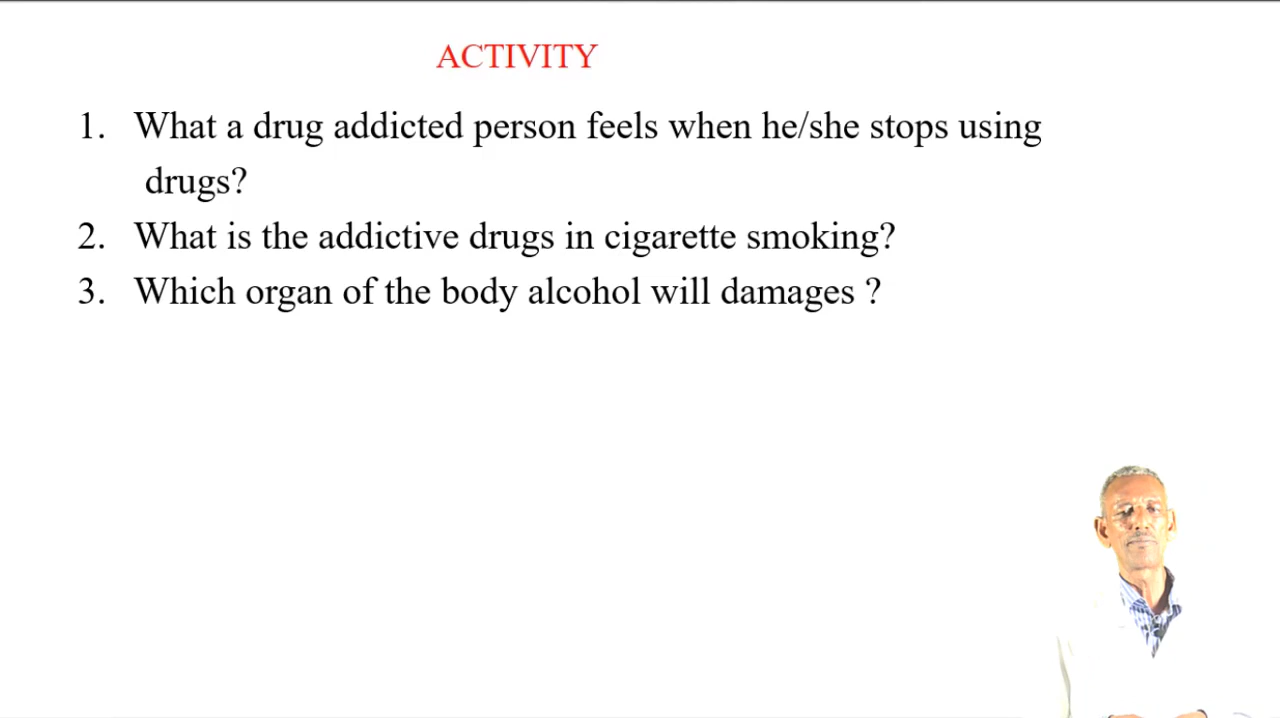 ACTIVITY
1. What a drug addicted person feels when he/she stops using
drugs?
2. What is the addictive drugs in cigarette smoking?
3. Which organ of the body alcohol will damages ?